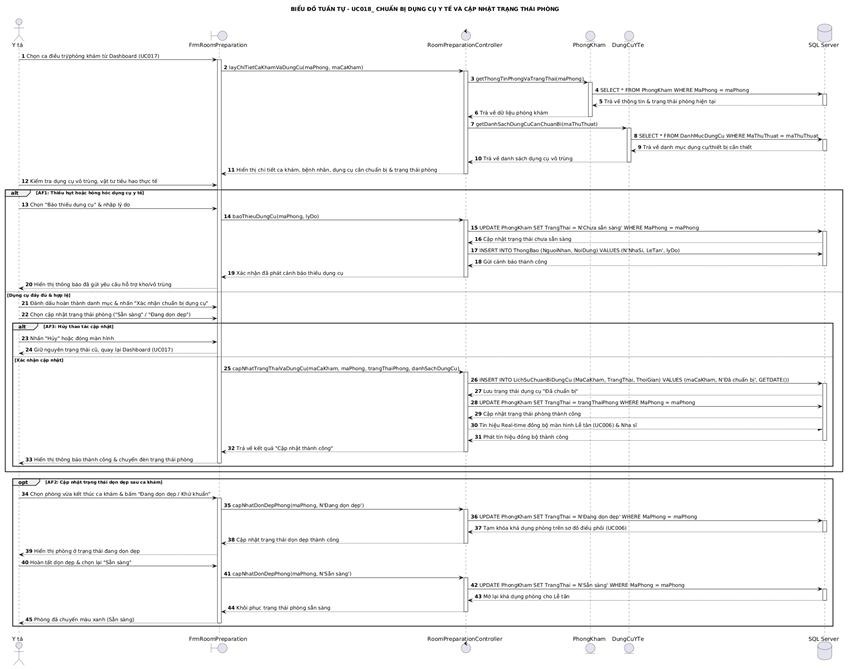 BIỂU ĐỒ TUẦN TỰ - UC018_ CHUẨN BỊ DỤNG CỤ Y TẾ VÀ CẬP NHẬT TRẠNG THÁI PHÒNG
Y tá
FrmRoomPreparation
RoomPreparationController
PhongKham
DungCuYTe
SQL Server
1 Chọn ca điều trị/phòng khám từ Dashboard (UC017)
2 layChiTietCaKhamVaDungCu(maPhong, maCaKham)
3 getThongTinPhongVaTrangThai(maPhong)
4 SELECT * FROM PhongKham WHERE MaPhong = maPhong
5 Trả về thông tin & trạng thái phòng hiện tại
6 Trả về dữ liệu phòng khám
7 getDanhSachDungCuCanChuanBi(maThuThuat)
8 SELECT * FROM DanhMucDungCu WHERE MaThuThuat = maThuThuat
9 Trả về danh mục dụng cụ/thiết bị cần thiết
10 Trả về danh sách dụng cụ vô trùng
11 Hiển thị chi tiết ca khám, bệnh nhân, dụng cụ cần chuẩn bị & trạng thái phòng
12 Kiểm tra dụng cụ vô trùng, vật tư tiêu hao thực tế
alt [AF1: Thiếu hụt hoặc hỏng hóc dụng cụ y tế]
13 Chọn "Báo thiếu dụng cụ" & nhập lý do
14 baoThieuDungCu(maPhong, lyDo)
15 UPDATE PhongKham SET TrangThai = N'Chưa sẵn sàng' WHERE MaPhong = maPhong
16 Cập nhật trạng thái chưa sẵn sàng
17 INSERT INTO ThongBao (NguoiNhan, NoiDung) VALUES (N'NhaSi, LeTan', lyDo)
18 Gửi cảnh báo thành công
19 Xác nhận đã phát cảnh báo thiếu dụng cụ
20 Hiển thị thông báo đã gửi yêu cầu hỗ trợ kho/vô trùng
[Dụng cụ đầy đủ & hợp lệ]
21 Đánh dấu hoàn thành danh mục & nhấn "Xác nhận chuẩn bị dụng cụ"
22 Chọn cập nhật trạng thái phòng ("Sẵn sàng" / "Đang dọn dẹp")
alt [AF3: Hủy thao tác cập nhật]
23 Nhấn "Hủy" hoặc đóng màn hình
24 Giữ nguyên trạng thái cũ, quay lại Dashboard (UC017)
[Xác nhận cập nhật]
25 capNhatTrangThaiVaDungCu(maCaKham, maPhong, trangThaiPhong, danhSachDungCu)
26 INSERT INTO LichSuChuanBiDungCu (MaCaKham, TrangThai, ThoiGian) VALUES (maCaKham, N'Đã chuẩn bị', GETDATE())
27 Lưu trạng thái dụng cụ "Đã chuẩn bị"
28 UPDATE PhongKham SET TrangThai = trangThaiPhong WHERE MaPhong = maPhong
29 Cập nhật trạng thái phòng thành công
30 Tín hiệu Real-time đồng bộ màn hình Lễ tân (UC006) & Nha sĩ
31 Phát tín hiệu đồng bộ thành công
32 Trả về kết quả "Cập nhật thành công"
33 Hiển thị thông báo thành công & chuyển đèn trạng thái phòng
opt [AF2: Cập nhật trạng thái dọn dẹp sau ca khám]
34 Chọn phòng vừa kết thúc ca khám & bấm "Đang dọn dẹp / Khử khuẩn"
35 capNhatDonDepPhong(maPhong, N'Đang dọn dẹp')
36 UPDATE PhongKham SET TrangThai = N'Đang dọn dẹp' WHERE MaPhong = maPhong
37 Tạm khóa khả dụng phòng trên sơ đồ điều phối (UC006)
38 Cập nhật trạng thái dọn dẹp thành công
39 Hiển thị phòng ở trạng thái đang dọn dẹp
40 Hoàn tất dọn dẹp & chọn lại "Sẵn sàng"
41 capNhatDonDepPhong(maPhong, N'Sẵn sàng')
42 UPDATE PhongKham SET TrangThai = N'Sẵn sàng' WHERE MaPhong = maPhong
43 Mở lại khả dụng phòng cho Lễ tân
44 Khôi phục trạng thái phòng sẵn sàng
45 Phòng đã chuyển màu xanh (Sẵn sàng)
Y tá
FrmRoomPreparation
RoomPreparationController
PhongKham
DungCuYTe
SQL Server